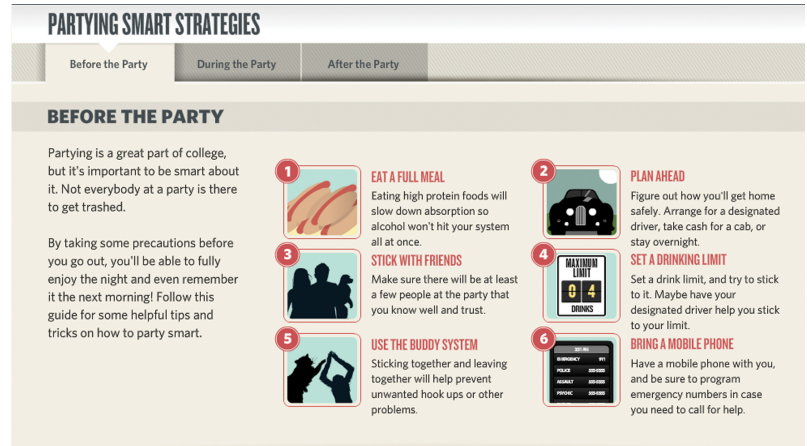 PARTYING SMART STRATEGIES
Before the Party
During the Party
After the Party
BEFORE THE PARTY
Partying is a great part of college,
but it's important to be smart about
it. Not everybody at a party is there
to get trashed.
By taking some precautions before
you go out, you'll be able to fully
enjoy the night and even remember
it the next morning! Follow this
guide for some helpful tips and
tricks on how to party smart.
1
EAT A FULL MEAL
Eating high protein foods will
slow down absorption so
alcohol won't hit your system
all at once.
2
PLAN AHEAD
Figure out how you'll get home
safely. Arrange for a designated
driver, take cash for a cab, or
stay overnight.
3
STICK WITH FRIENDS
Make sure there will be at least
a few people at the party that
you know well and trust.
4
MAXIMUM
LIMIT
0 4
DRINKS
SET A DRINKING LIMIT
Set a drink limit, and try to stick
to it. Maybe have your
designated driver help you stick
to your limit.
5
USE THE BUDDY SYSTEM
Sticking together and leaving
together will help prevent
unwanted hook ups or other
problems.
6
EMERGENCY 911
POLICE
ASSAULT
PSYCHIC
BRING A MOBILE PHONE
Have a mobile phone with you,
and be sure to program
emergency numbers in case
you need to call for help.